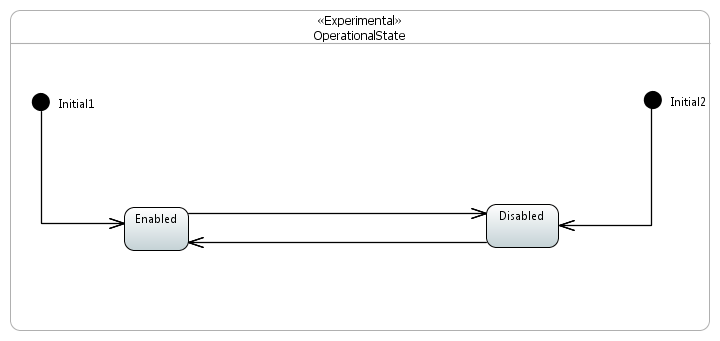 «Experimental»
OperationalState
Initial1
Initial2
Enabled
Disabled